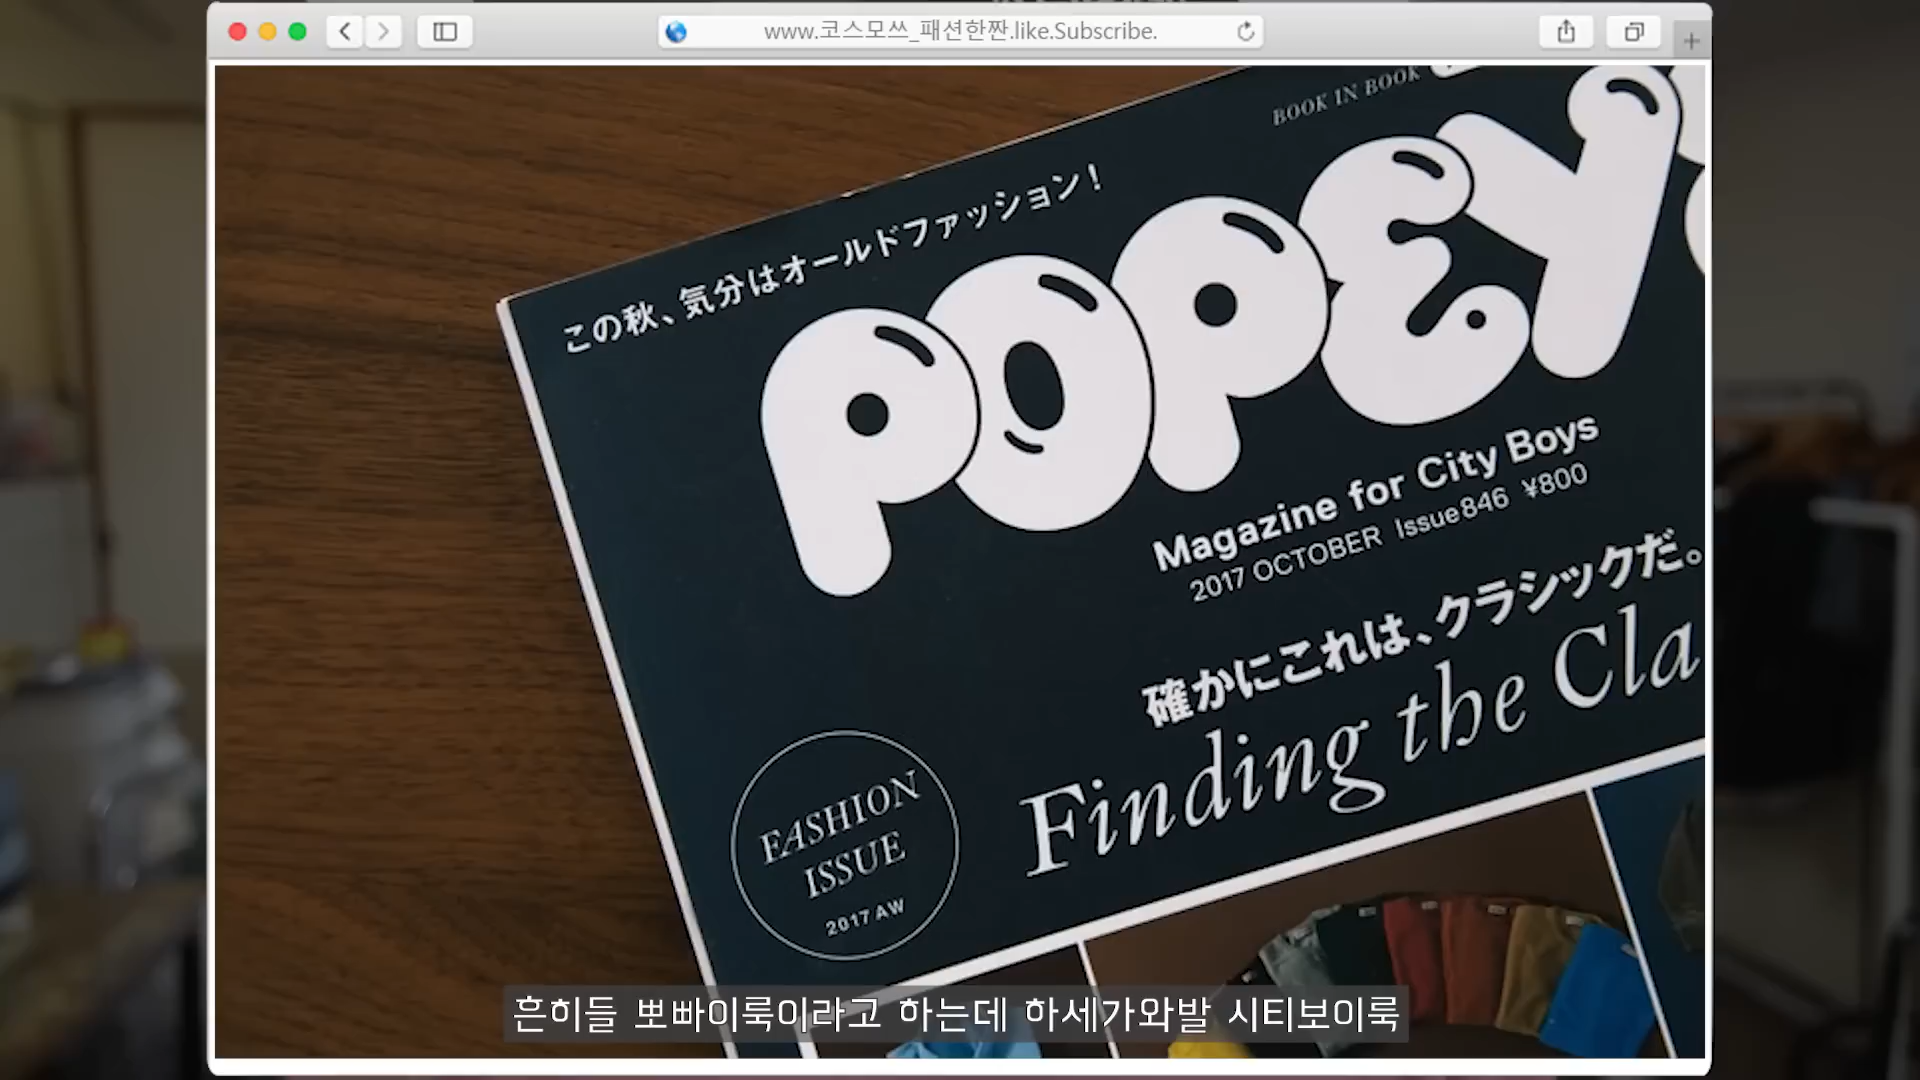 www.코스모쓰_패션한짠.like.Subscribe.
BOOK IN BOOK
この秋、気分はオールドファッション!
POPEY
Magazine for City Boys
2017 OCTOBER Issue846 ¥800
確かにこれは、クラシックだ。
Finding the Cla
FASHION
ISSUE
2017 AW
흔히들 뽀빠이룩이라고 하는데 하세가와발 시티보이룩